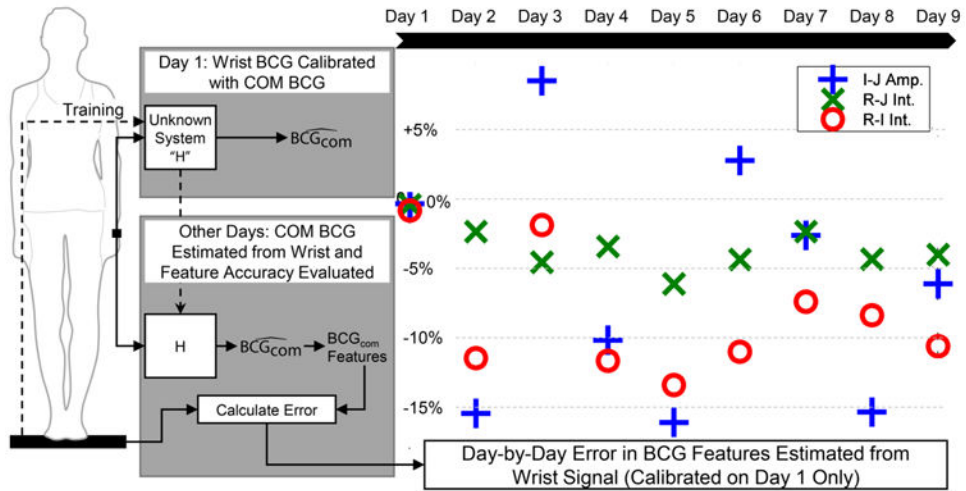 Day 1
Day 2
Day 3
Day 4
Day 5
Day 6
Day 7
Day 8
Day 9
Day 1: Wrist BCG Calibrated
with COM BCG
Training
Unknown
System
“H”
BCGcom
I-J Amp.
R-J Int.
R-I Int.
+5%
0%
-5%
-10%
-15%
Other Days: COM BCG
Estimated from Wrist and
Feature Accuracy Evaluated
H
BCGcom
BCGcom
Features
Calculate Error
Day-by-Day Error in BCG Features Estimated from
Wrist Signal (Calibrated on Day 1 Only)